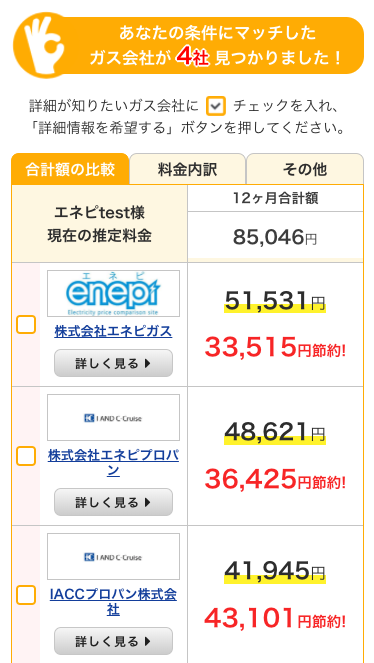 あなたの条件にマッチした
ガス会社が 4社 見つかりました！
詳細が知りたいガス会社に チェックを入れ、
「詳細情報を希望する」ボタンを押してください。
合計額の比較 料金内訳 その他
エネピtest様
現在の推定料金
12ヶ月合計額
85,046円
エネピ
enepi
Electricity price comparison site
株式会社エネピガス
詳しく見る
51,531円
33,515円節約!
I AND C-Cruise
株式会社エネピプロパ
ン
詳しく見る
48,621円
36,425円節約!
I AND C-Cruise
IACCプロパン株式会
社
詳しく見る
41,945円
43,101円節約!